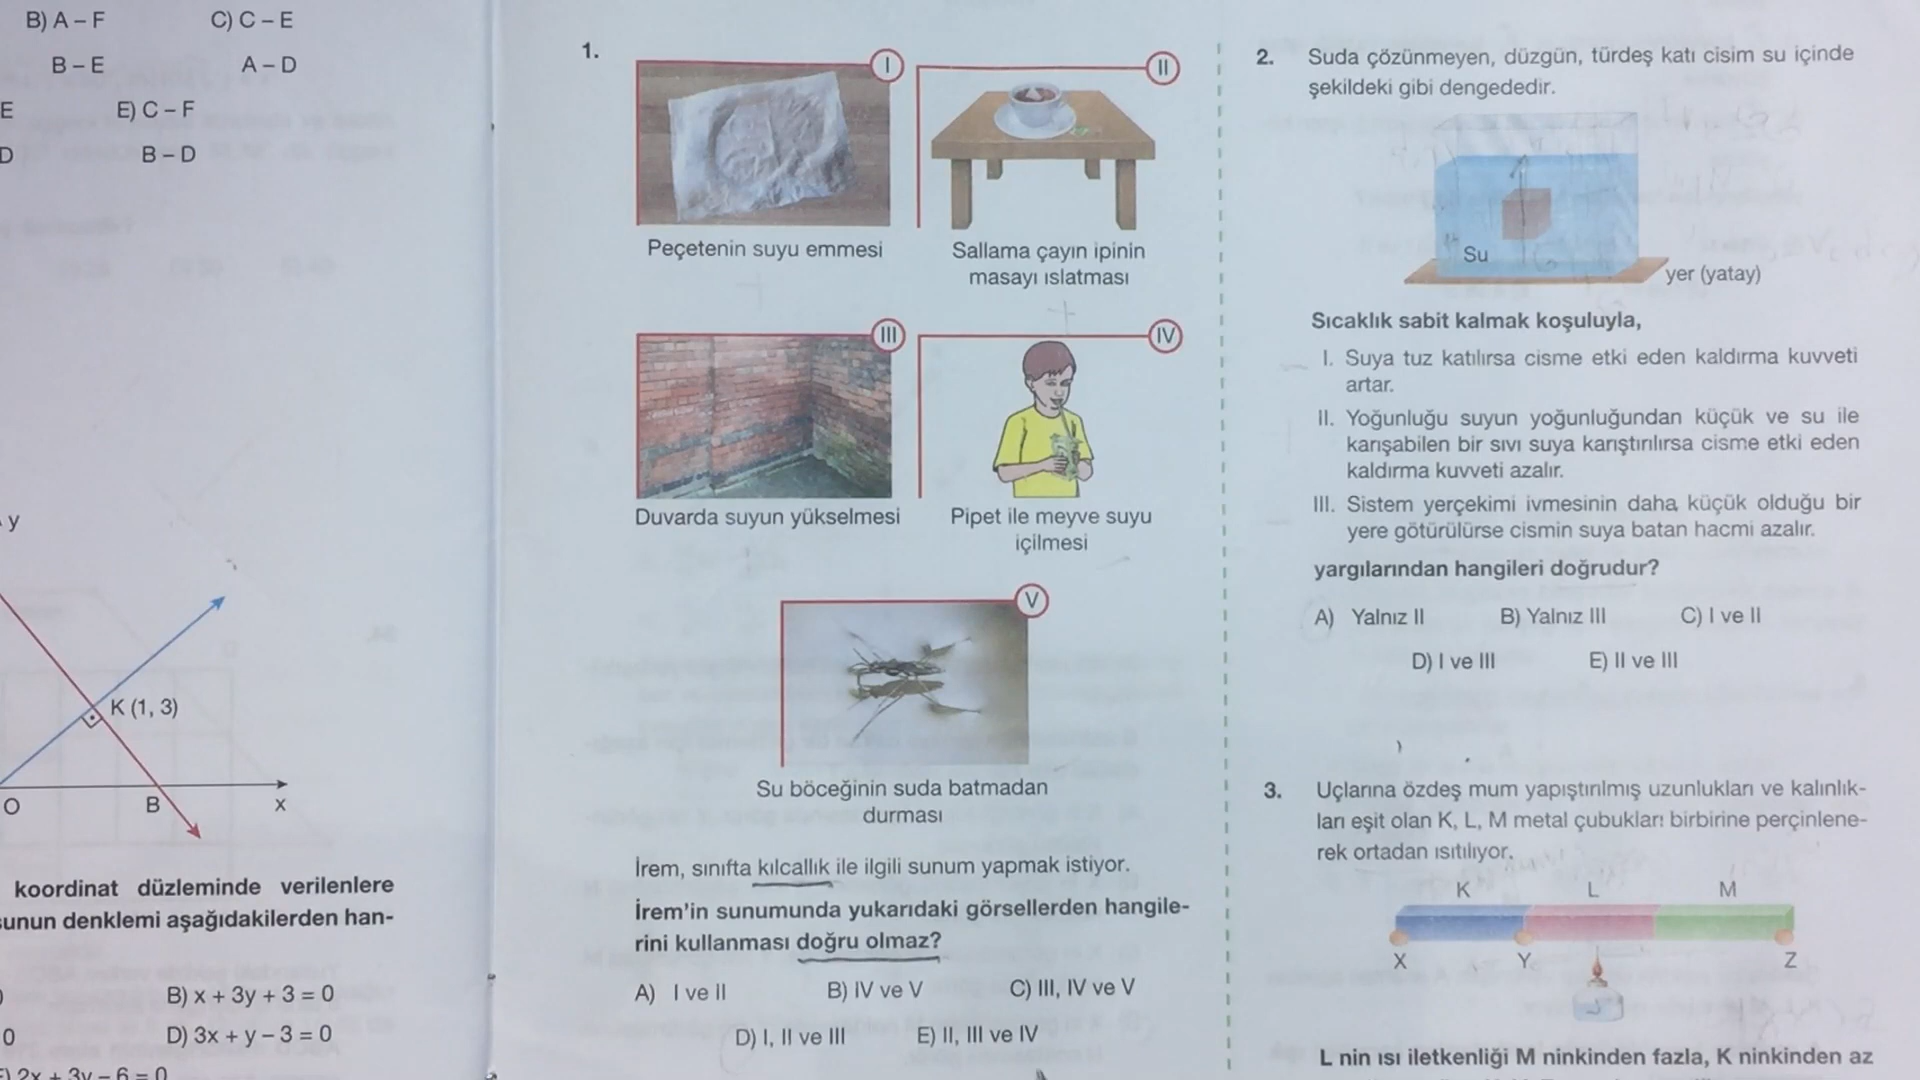 B) A – F
C) C – E
B – E
A – D
E
E) C – F
D
B – D
y
K (1, 3)
O
B
x
koordinat düzleminde verilenlere
sunun denklemi aşağıdakilerden han-
B) x + 3y + 3 = 0
0
D) 3x + y – 3 = 0
2x + 3y – 6 = 0
1.
I
II
Peçetenin suyu emmesi
Sallama çayın ipinin
masayı ıslatması
III
IV
Duvarda suyun yükselmesi
Pipet ile meyve suyu
içilmesi
V
Su böceğinin suda batmadan
durması
İrem, sınıfta kılcallık ile ilgili sunum yapmak istiyor.
İrem'in sunumunda yukarıdaki görsellerden hangile-
rini kullanması doğru olmaz?
A) I ve II
B) IV ve V
C) III, IV ve V
D) I, II ve III
E) II, III ve IV
2. Suda çözünmeyen, düzgün, türdeş katı cisim su içinde
şekildeki gibi dengededir.
Su
yer (yatay)
Sıcaklık sabit kalmak koşuluyla,
I. Suya tuz katılırsa cisme etki eden kaldırma kuvveti
artar.
II. Yoğunluğu suyun yoğunluğundan küçük ve su ile
karışabilen bir sıvı suya karıştırılırsa cisme etki eden
kaldırma kuvveti azalır.
III. Sistem yerçekimi ivmesinin daha küçük olduğu bir
yere götürülürse cismin suya batan hacmi azalır.
yargılarından hangileri doğrudur?
A) Yalnız II
B) Yalnız III
C) I ve II
D) I ve III
E) II ve III
3. Uçlarına özdeş mum yapıştırılmış uzunlukları ve kalınlık-
ları eşit olan K, L, M metal çubukları birbirine perçinlene-
rek ortadan ısıtılıyor.
K
L
M
X
Y
Z
L nin ısı iletkenliği M ninkinden fazla, K ninkinden az